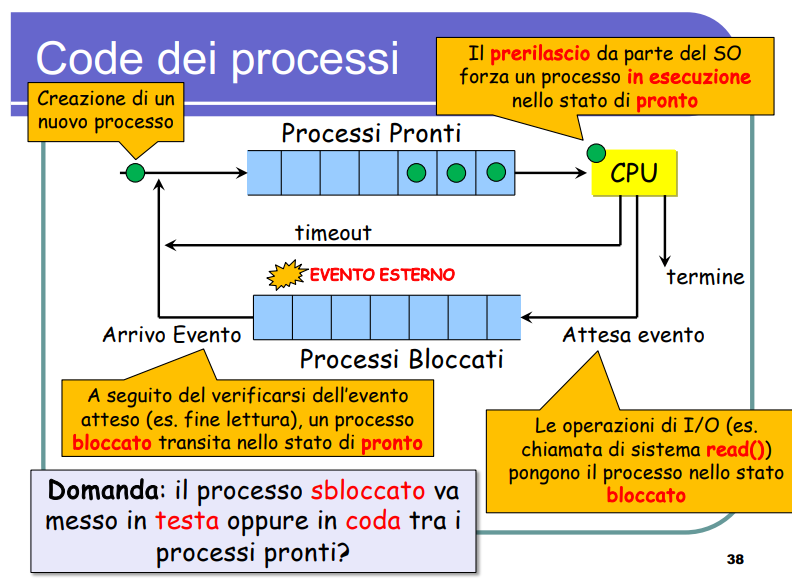 Code dei processi
Il prerilascio da parte del SO
forza un processo in esecuzione
nello stato di pronto
Creazione di un
nuovo processo
Processi Pronti
CPU
timeout
EVENTO ESTERNO
termine
Arrivo Evento
Attesa evento
Processi Bloccati
A seguito del verificarsi dell'evento
atteso (es. fine lettura), un processo
bloccato transita nello stato di pronto
Le operazioni di I/O (es.
chiamata di sistema read())
pongono il processo nello stato
bloccato
Domanda: il processo sbloccato va
messo in testa oppure in coda tra i
processi pronti?
38